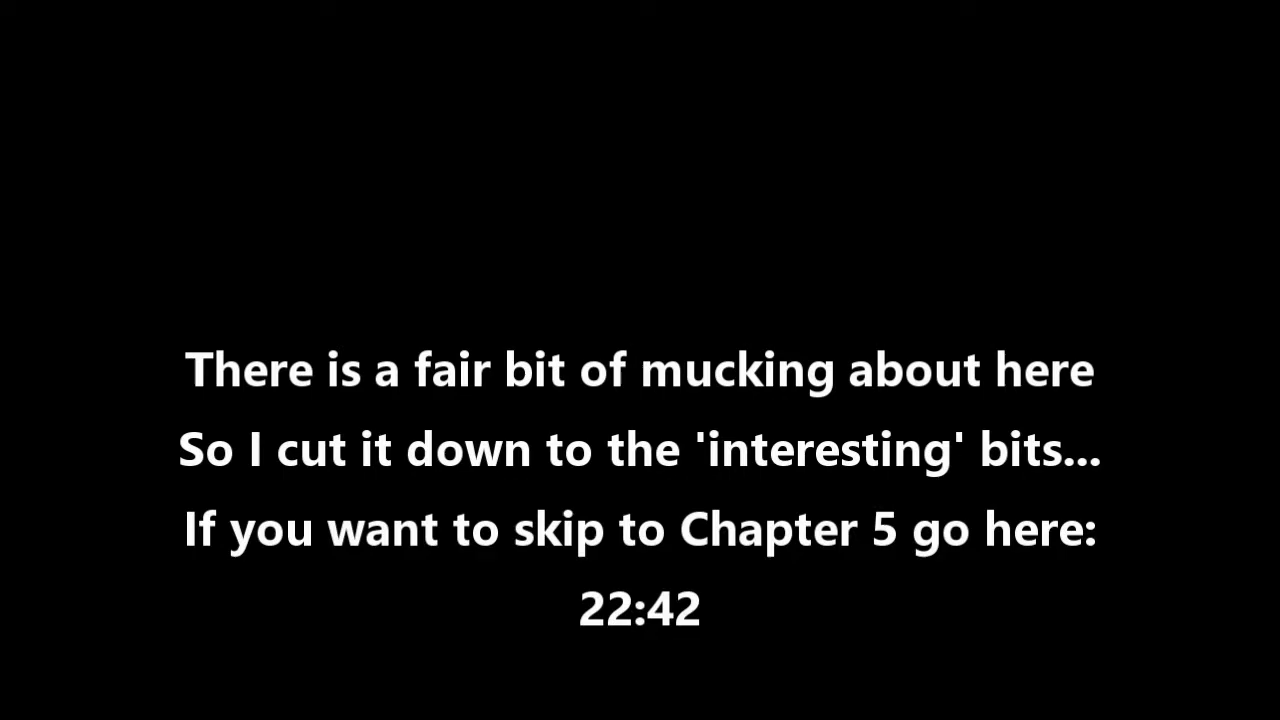 There is a fair bit of mucking about here
So I cut it down to the 'interesting' bits...
If you want to skip to Chapter 5 go here:
22:42